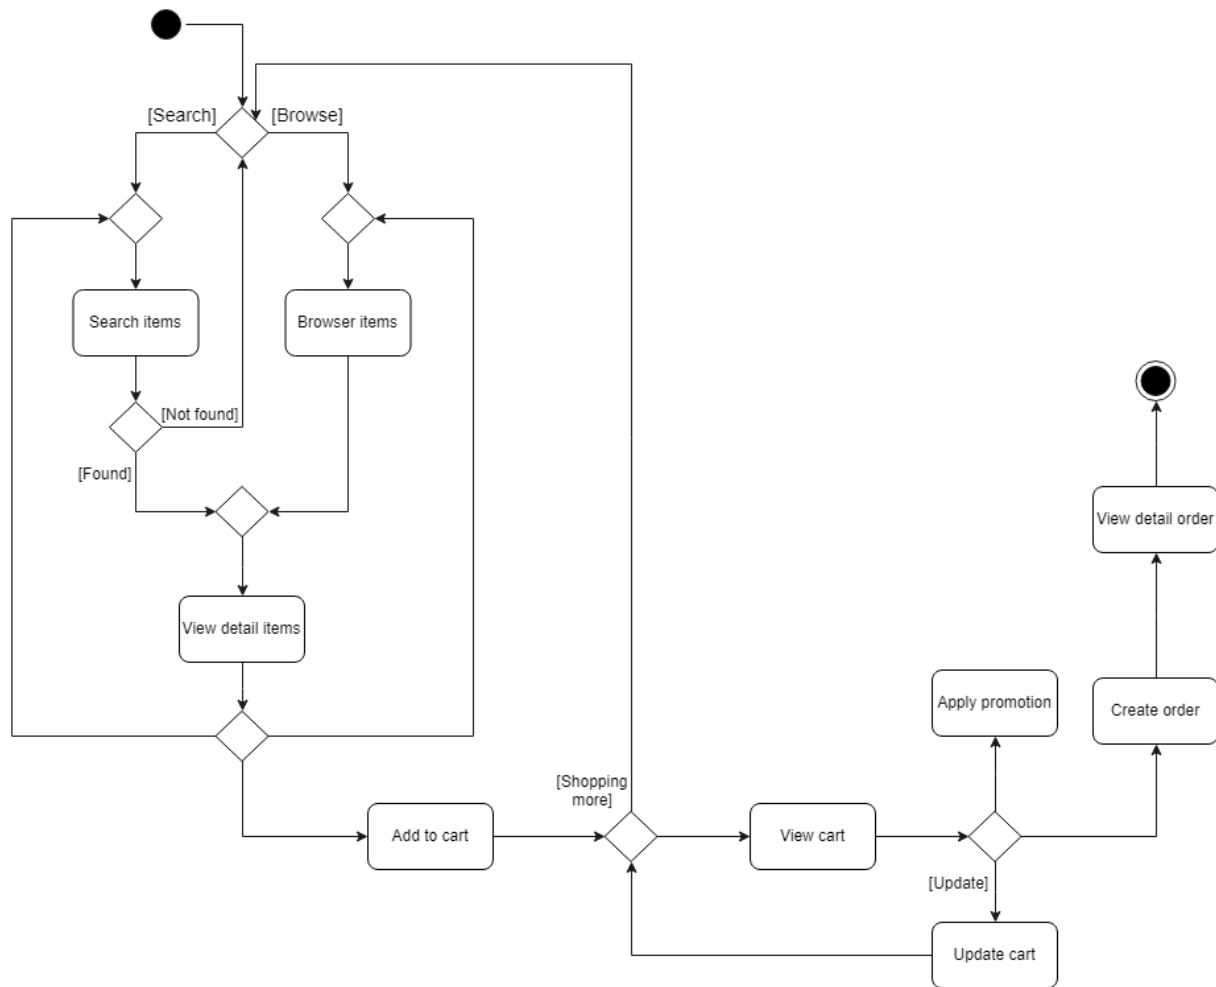 [Search]
[Browse]
Search items
Browser items
[Not found]
[Found]
View detail items
Add to cart
[Shopping
more]
View cart
[Update]
Update cart
Apply promotion
Create order
View detail order